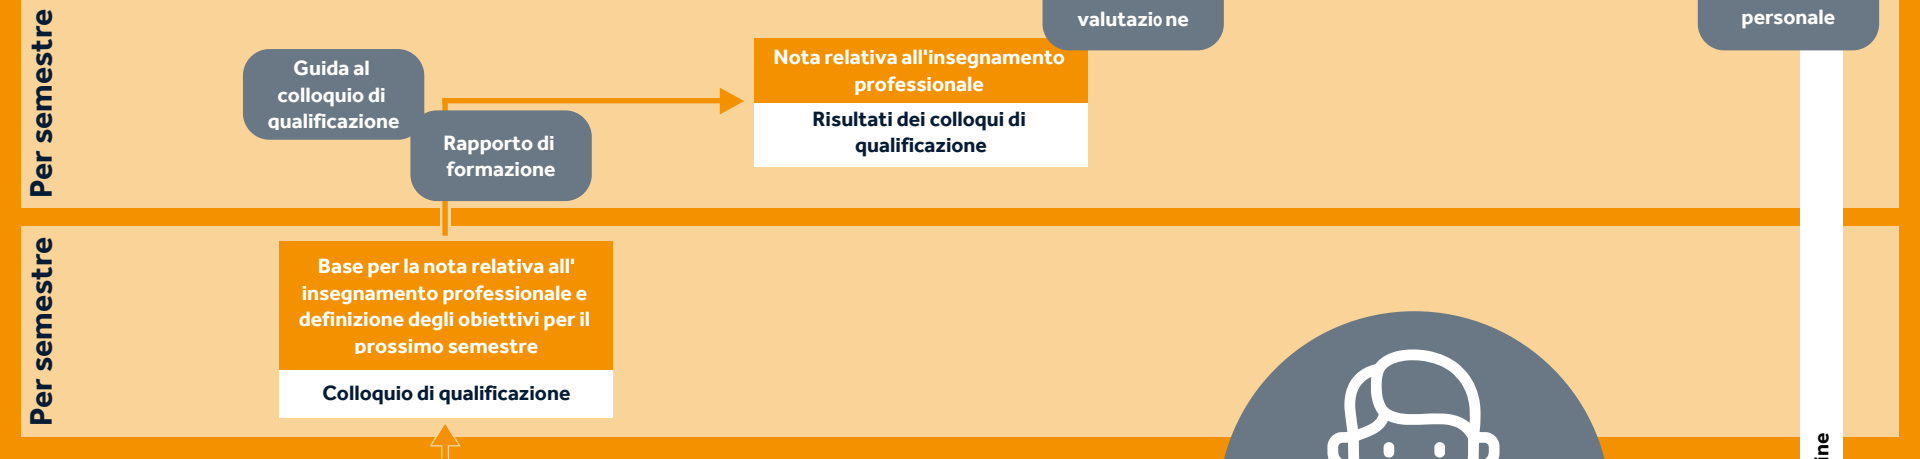 Per semestre
Guida al
colloquio di
qualificazione
Rapporto di
formazione
valutazione
Nota relativa all'insegnamento
professionale
Risultati dei colloqui di
qualificazione
personale
Per semestre
Base per la nota relativa all'
insegnamento professionale e
definizione degli obiettivi per il
prossimo semestre
Colloquio di qualificazione
ine